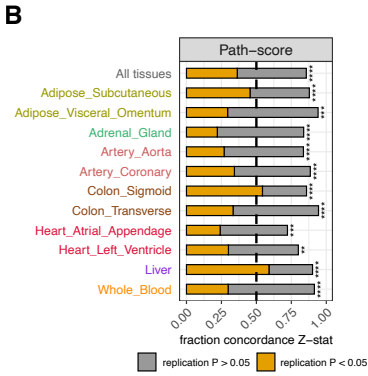 B
Path−score
All tissues
Adipose_Subcutaneous
Adipose_Visceral_Omentum
Adrenal_Gland
Artery_Aorta
Artery_Coronary
Colon_Sigmoid
Colon_Transverse
Heart_Atrial_Appendage
Heart_Left_Ventricle
Liver
Whole_Blood
0.00 0.25 0.50 0.75 1.00
fraction concordance Z−stat
replication P > 0.05 replication P < 0.05